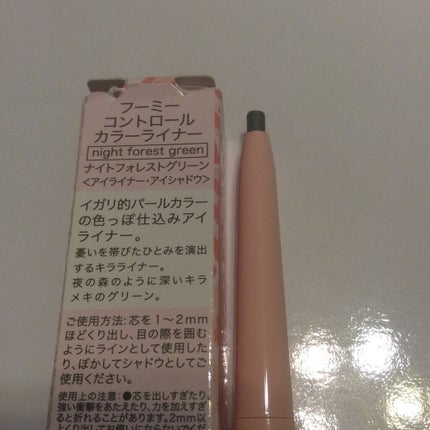 フーミー
コントロール
カラーライナー
night forest green
ナイトフォレストグリーン
<アイライナー・アイシャドウ>
イガリ的パールカラー
の色っぽ仕込みアイ
ライナー。
憂いを帯びたひとみを演出
するキラライナー。
夜の森のように深いキラ
メキのグリーン。
ご使用方法:芯を1〜2mm
ほどくり出し、目の際を囲む
ようにラインとして使用した
り、ぼかしてシャドウとしてご
使用ください。
使用上の注意:●芯を出しすぎたり、
強い衝撃をあたえたり、力を加えすぎ
ると折れることがあります。2mm以